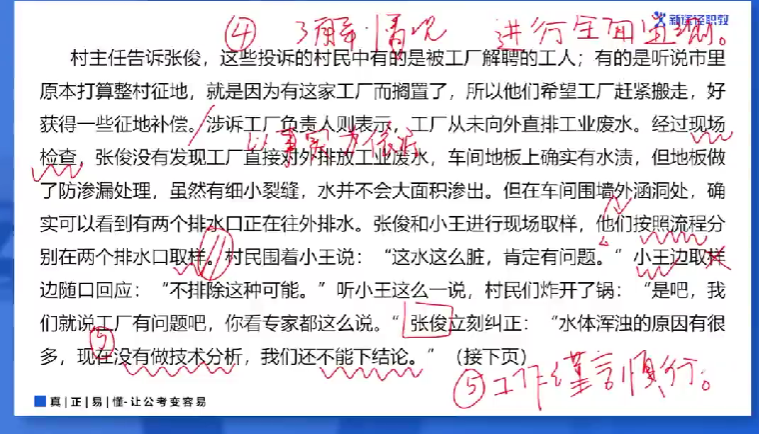 ④ 了解情况 进行全面
新课泽职教
村主任告诉张俊，这些投诉的村民中有的是被工厂解聘的工人；有的是听说市里
原本打算整村征地，就是因为有这家工厂而搁置了，所以他们希望工厂赶紧搬走，好
获得一些征地补偿。涉诉工厂负责人则表示，工厂从未向外直排工业废水。经过现场
以事实为依据
检查，张俊没有发现工厂直接对外排放工业废水，车间地板上确实有水渍，但地板做
了防渗漏处理，虽然有细小裂缝，水并不会大面积渗出。但在车间围墙外涵洞处，确
实可以看到有两个排水口正在往外排水。张俊和小王进行现场取样，他们按照流程分
别在两个排水口取样。村民围着小王说：“这水这么脏，肯定有问题。”小王边取样
边随口回应：“不排除这种可能。”听小王这么一说，村民们炸开了锅：“是吧，我
们就说工厂有问题吧，你看专家都这么说。”张俊立刻纠正：“水体浑浊的原因有很
⑤
多，现在没有做技术分析，我们还不能下结论。”（接下页）
⑤工作谨言慎行。
真|正|易|懂-让公考变容易